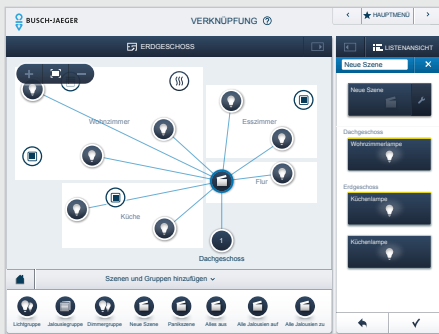 BUSCH-JAEGER
VERKNÜPFUNG
HAUPTMENÜ
ERDGESCHOSS
LISTENANSICHT
Neue Szene
Neue Szene
Wohnzimmer
Esszimmer
Flur
Küche
1
Dachgeschoss
Dachgeschoss
Wohnzimmerlampe
Erdgeschoss
Küchenlampe
Küchenlampe
Szenen und Gruppen hinzufügen
Lichtgruppe Jalousiegruppe Dimmergruppe Neue Szene Panikszene Alles aus Alle Jalousien auf Alle Jalousien zu